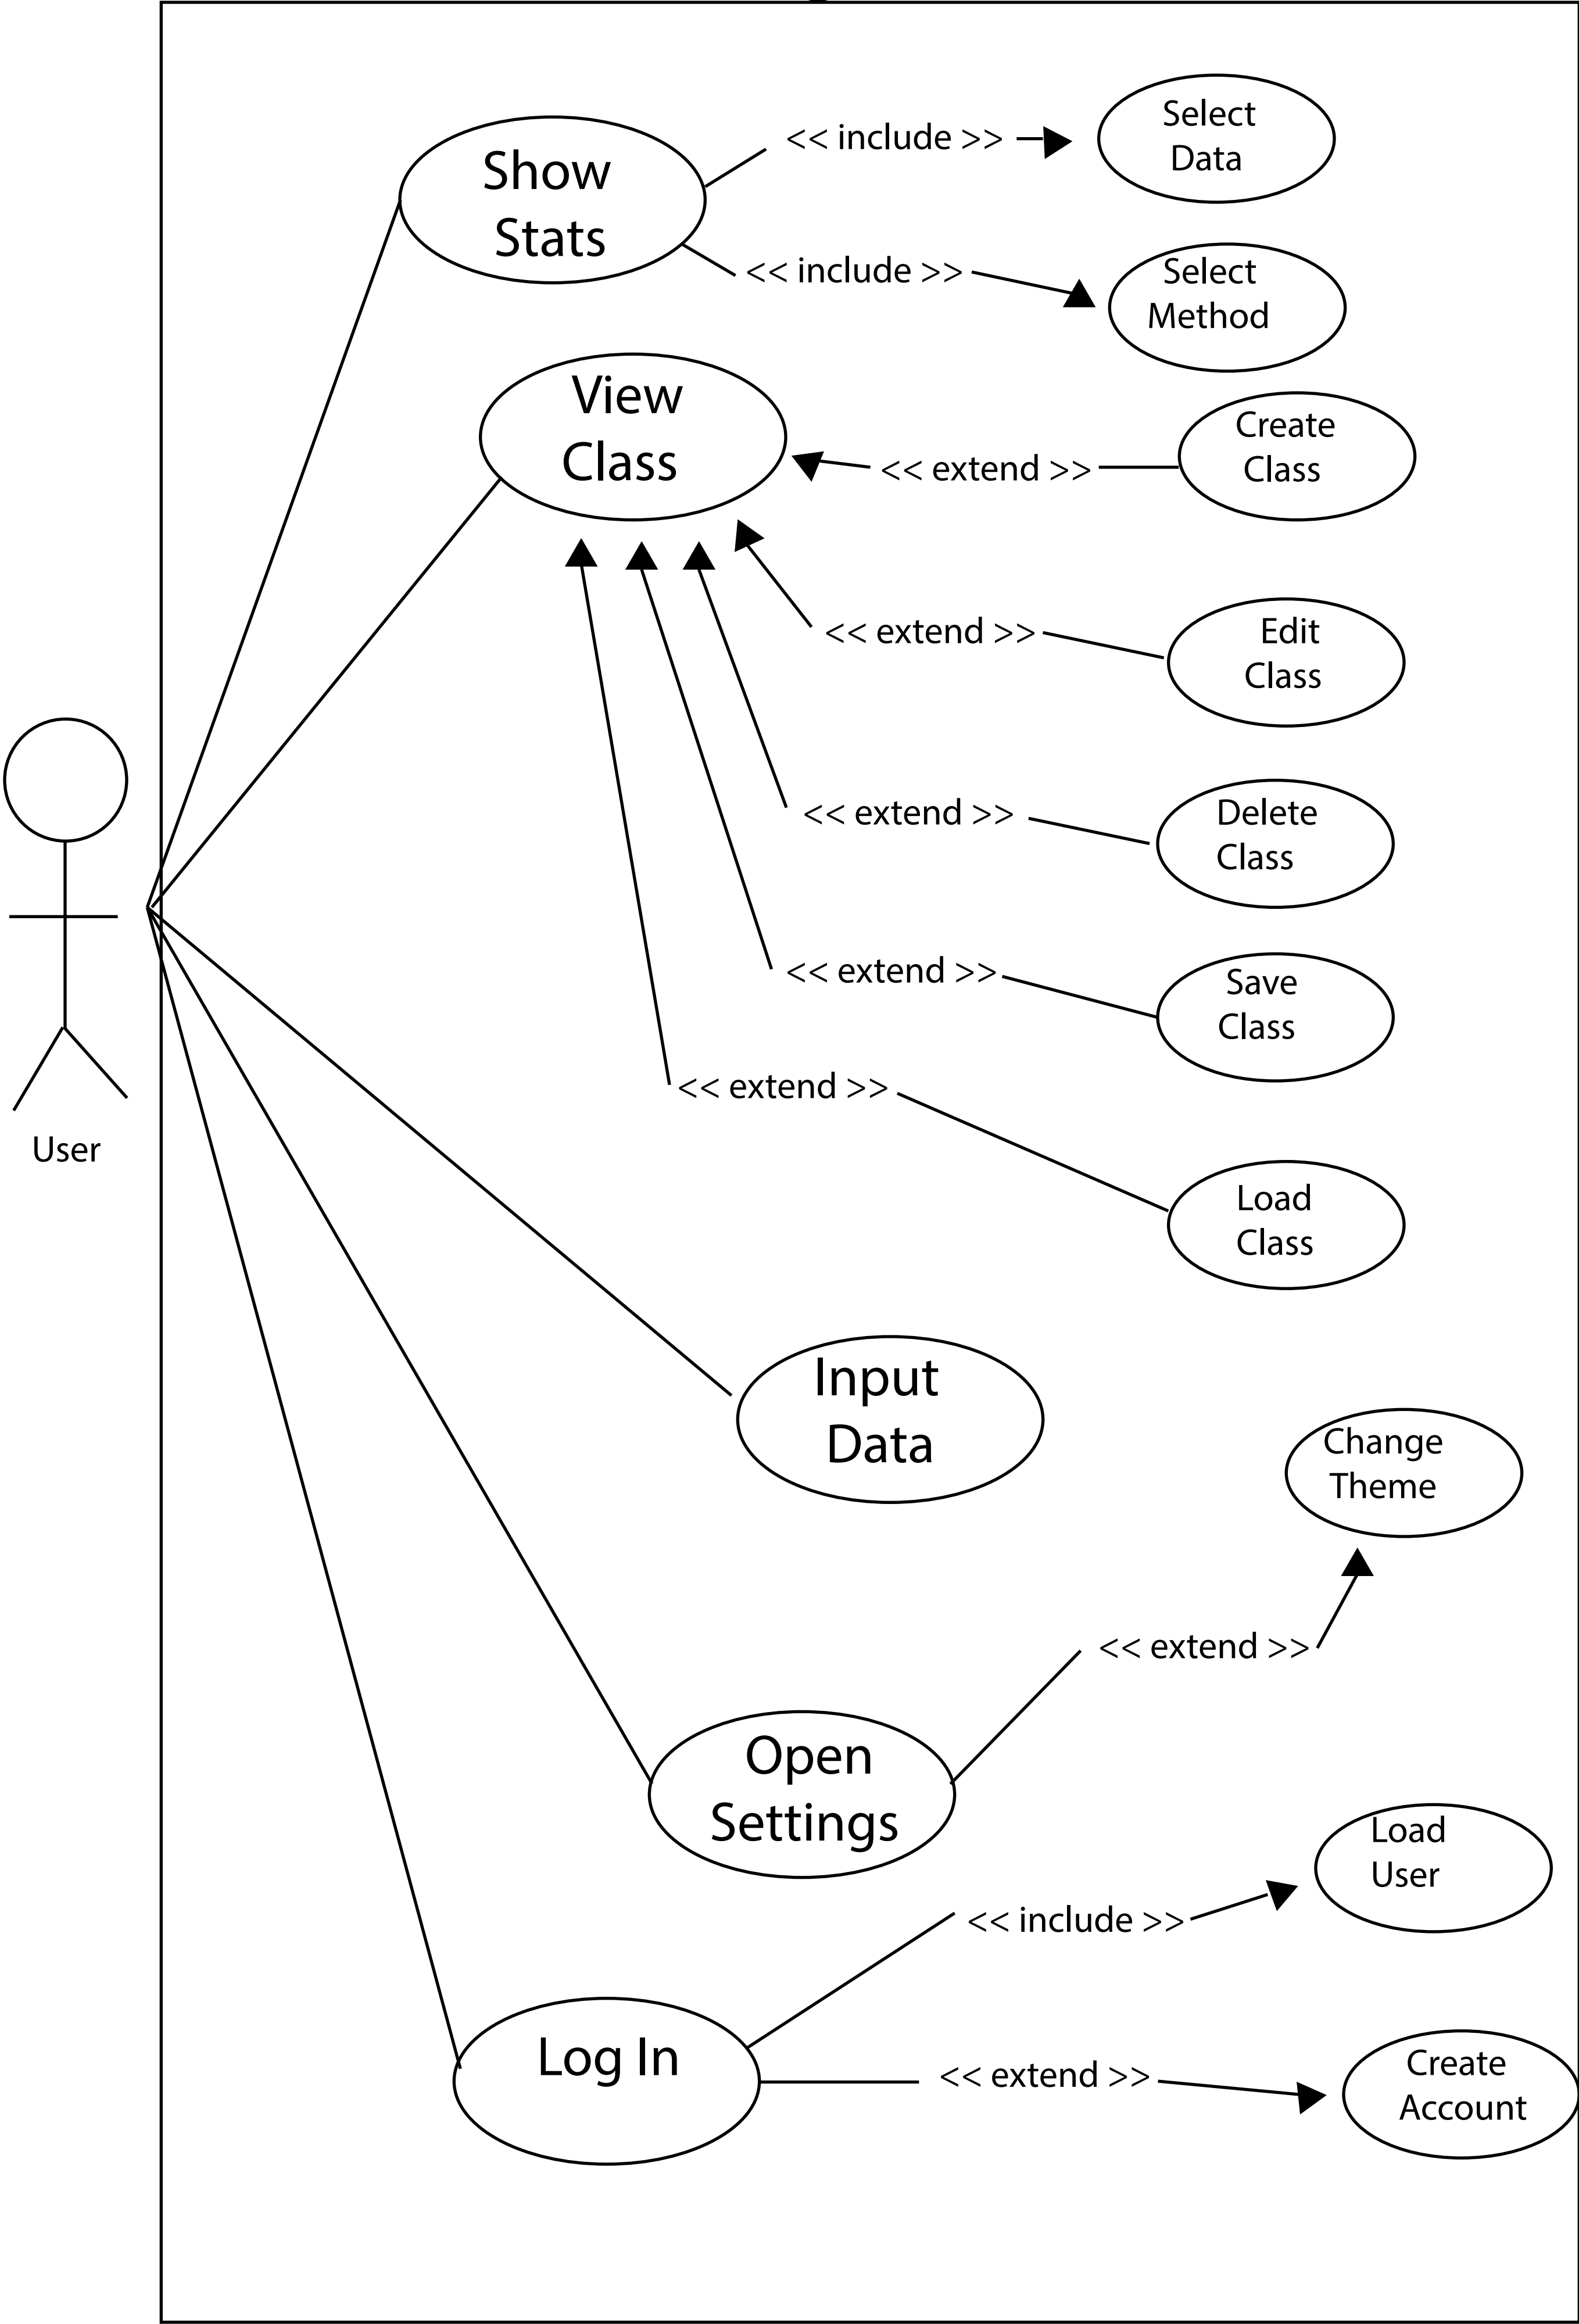 Show
Stats
<< include >>
Select
Data
<< include >>
Select
Method
View
Class
<< extend >>
Create
Class
<< extend >>
Edit
Class
<< extend >>
Delete
Class
<< extend >>
Save
Class
<< extend >>
Load
Class
User
Input
Data
Change
Theme
<< extend >>
Open
Settings
Load
User
<< include >>
Log In
<< extend >>
Create
Account